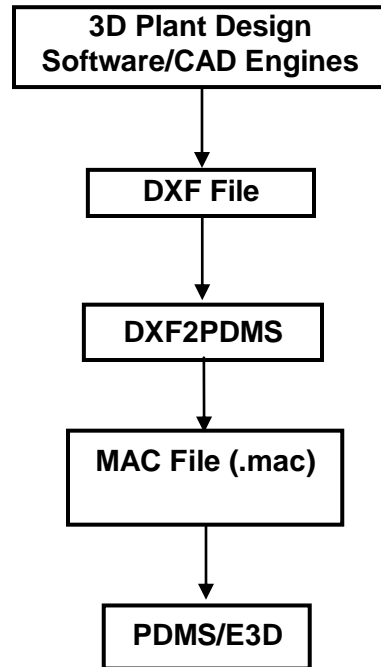 3D Plant Design
Software/CAD Engines
DXF File
DXF2PDMS
MAC File (.mac)
PDMS/E3D